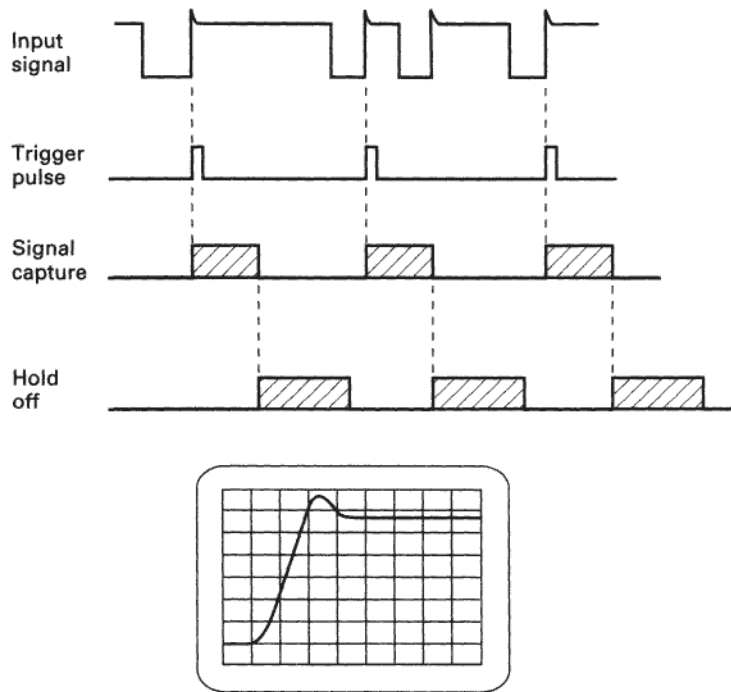 Input
signal
Trigger
pulse
Signal
capture
Hold
off